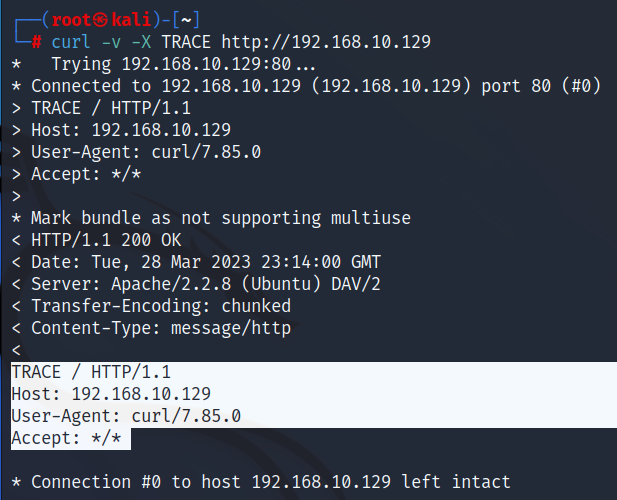 ┌──(root㉿kali)-[~]
└─# curl -v -X TRACE http://192.168.10.129
*   Trying 192.168.10.129:80...
* Connected to 192.168.10.129 (192.168.10.129) port 80 (#0)
> TRACE / HTTP/1.1
> Host: 192.168.10.129
> User-Agent: curl/7.85.0
> Accept: */*
>
* Mark bundle as not supporting multiuse
< HTTP/1.1 200 OK
< Date: Tue, 28 Mar 2023 23:14:00 GMT
< Server: Apache/2.2.8 (Ubuntu) DAV/2
< Transfer-Encoding: chunked
< Content-Type: message/http
<
TRACE / HTTP/1.1
Host: 192.168.10.129
User-Agent: curl/7.85.0
Accept: */*
* Connection #0 to host 192.168.10.129 left intact